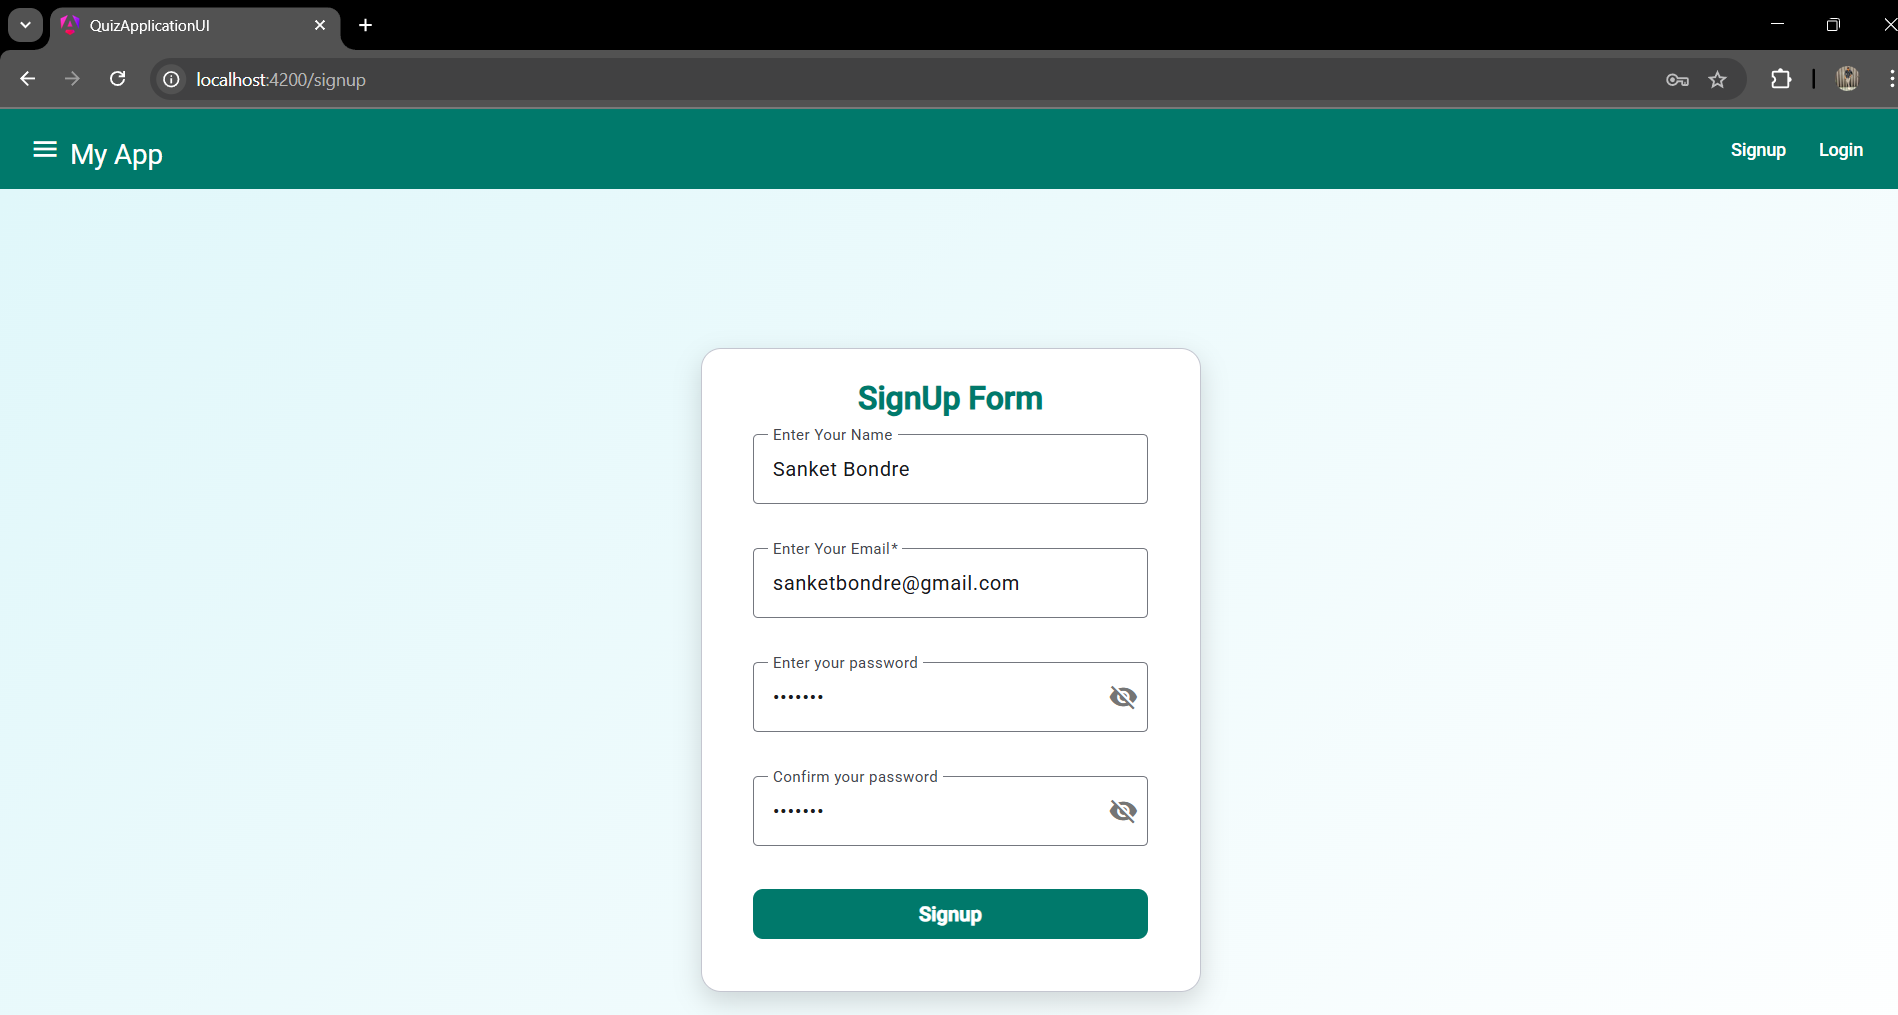 QuizApplicationUI
localhost:4200/signup
My App
Signup
Login
SignUp Form
Enter Your Name
Sanket Bondre
Enter Your Email*
sanketbondre@gmail.com
Enter your password
•••••••
Confirm your password
•••••••
Signup